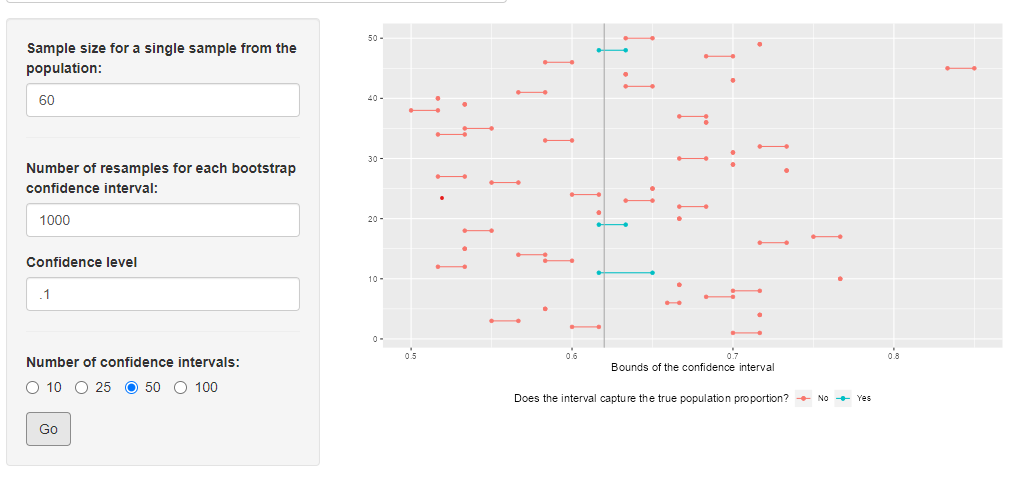 Sample size for a single sample from the
population:
60
Number of resamples for each bootstrap
confidence interval:
1000
Confidence level
.1
Number of confidence intervals:
10 25 50 100
Go
50
40
30
20
10
0
0.5 0.6 0.7 0.8
Bounds of the confidence interval
Does the interval capture the true population proportion? No Yes